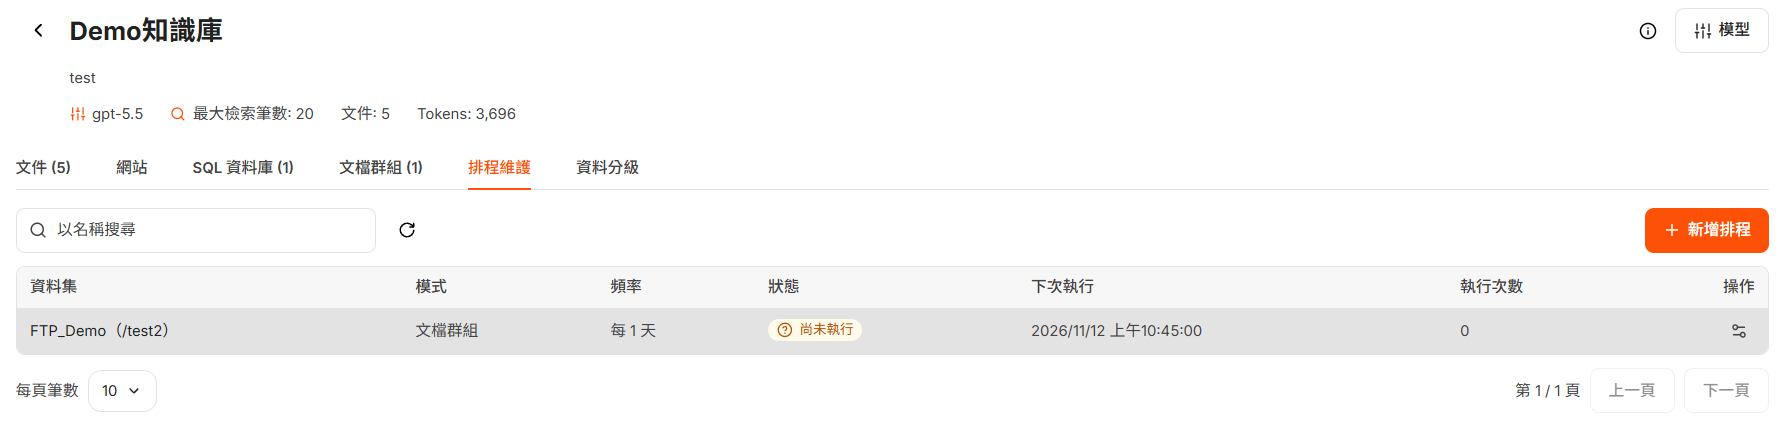 Demo知識庫
模型
test
gpt-5.5 最大檢索筆數: 20 文件: 5 Tokens: 3,696
文件 (5) 網站 SQL 資料庫 (1) 文檔群組 (1) 排程維護 資料分級
以名稱搜尋
新增排程
資料集 模式 頻率 狀態 下次執行 執行次數 操作
FTP_Demo（/test2） 文檔群組 每 1 天 尚未執行 2026/11/12 上午10:45:00 0
每頁筆數 10 第 1 / 1 頁 上一頁 下一頁